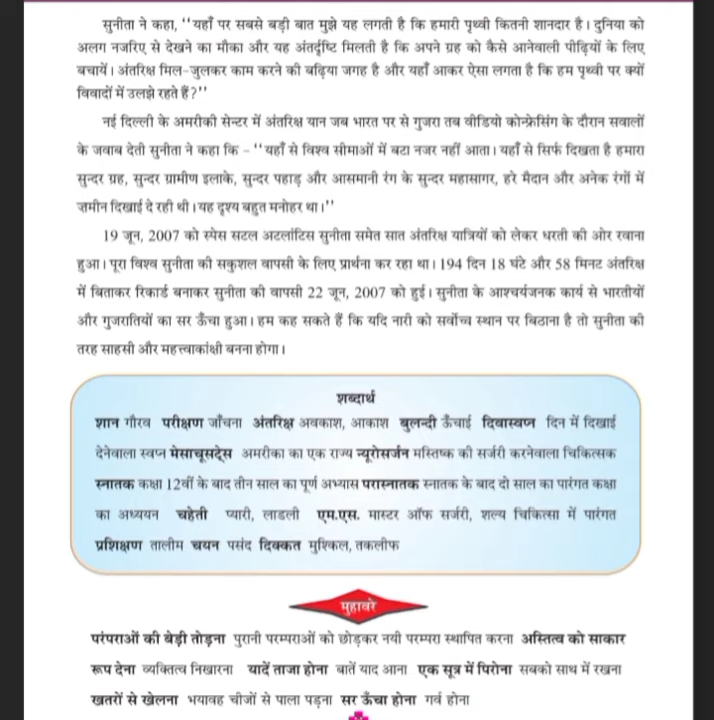 सुनीता ने कहा, ‘‘यहाँ पर सबसे बड़ी बात मुझे यह लगती है कि हमारी पृथ्वी कितनी शानदार है। दुनिया को
अलग नजरिए से देखने का मौका और यह अंतर्दृष्टि मिलती है कि अपने ग्रह को कैसे आनेवाली पीढ़ियों के लिए
बचायें। अंतरिक्ष मिल-जुलकर काम करने की बढ़िया जगह है और यहाँ आकर ऐसा लगता है कि हम पृथ्वी पर क्यों
विवादों में उलझे रहते हैं?’’
नई दिल्ली के अमरीकी सेन्टर में अंतरिक्ष यान जब भारत पर से गुजरा तब वीडियो कोन्फ्रेसिंग के दौरान सवालों
के जवाब देती सुनीता ने कहा कि - ‘‘यहाँ से विश्व सीमाओं में बटा नजर नहीं आता। यहाँ से सिर्फ दिखता है हमारा
सुन्दर ग्रह, सुन्दर ग्रामीण इलाके, सुन्दर पहाड़ और आसमानी रंग के सुन्दर महासागर, हरे मैदान और अनेक रंगों में
ज़मीन दिखाई दे रही थी। यह दृश्य बहुत मनोहर था।’’
19 जून, 2007 को स्पेस सटल अटलांटिस सुनीता समेत सात अंतरिक्ष यात्रियों को लेकर धरती की ओर रवाना
हुआ। पूरा विश्व सुनीता की सकुशल वापसी के लिए प्रार्थना कर रहा था। 194 दिन 18 घंटे और 58 मिनट अंतरिक्ष
में बिताकर रिकार्ड बनाकर सुनीता की वापसी 22 जून, 2007 को हुई। सुनीता के आश्चर्यजनक कार्य से भारतीयों
और गुजरातियों का सर ऊँचा हुआ। हम कह सकते हैं कि यदि नारी को सर्वोच्च स्थान पर बिठाना है तो सुनीता की
तरह साहसी और महत्त्वाकांक्षी बनना होगा।
शब्दार्थ
शान गौरव परीक्षण जाँचना अंतरिक्ष अवकाश, आकाश बुलन्दी ऊँचाई दिवास्वप्न दिन में दिखाई
देनेवाला स्वप्न मेसाचूसट्रेस अमरीका का एक राज्य न्यूरोसर्जन मस्तिष्क की सर्जरी करनेवाला चिकित्सक
स्नातक कक्षा 12वीं के बाद तीन साल का पूर्ण अभ्यास परास्नातक स्नातक के बाद दो साल का पारंगत कक्षा
का अध्ययन चहेती प्यारी, लाडली एम.एस. मास्टर ऑफ सर्जरी, शल्य चिकित्सा में पारंगत
प्रशिक्षण तालीम चयन पसंद दिक्कत मुश्किल, तकलीफ
मुहावरे
परंपराओं की बेड़ी तोड़ना पुरानी परम्पराओं को छोड़कर नयी परम्परा स्थापित करना अस्तित्व को साकार
रूप देना व्यक्तित्व निखारना यादें ताजा होना बातें याद आना एक सूत्र में पिरोना सबको साथ में रखना
खतरों से खेलना भयावह चीजों से पाला पड़ना सर ऊँचा होना गर्व होना